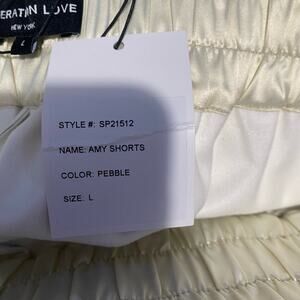 ERATION LOVE
NEW YORK
L
STYLE #: SP21512
NAME: AMY SHORTS
COLOR: PEBBLE
SIZE: L